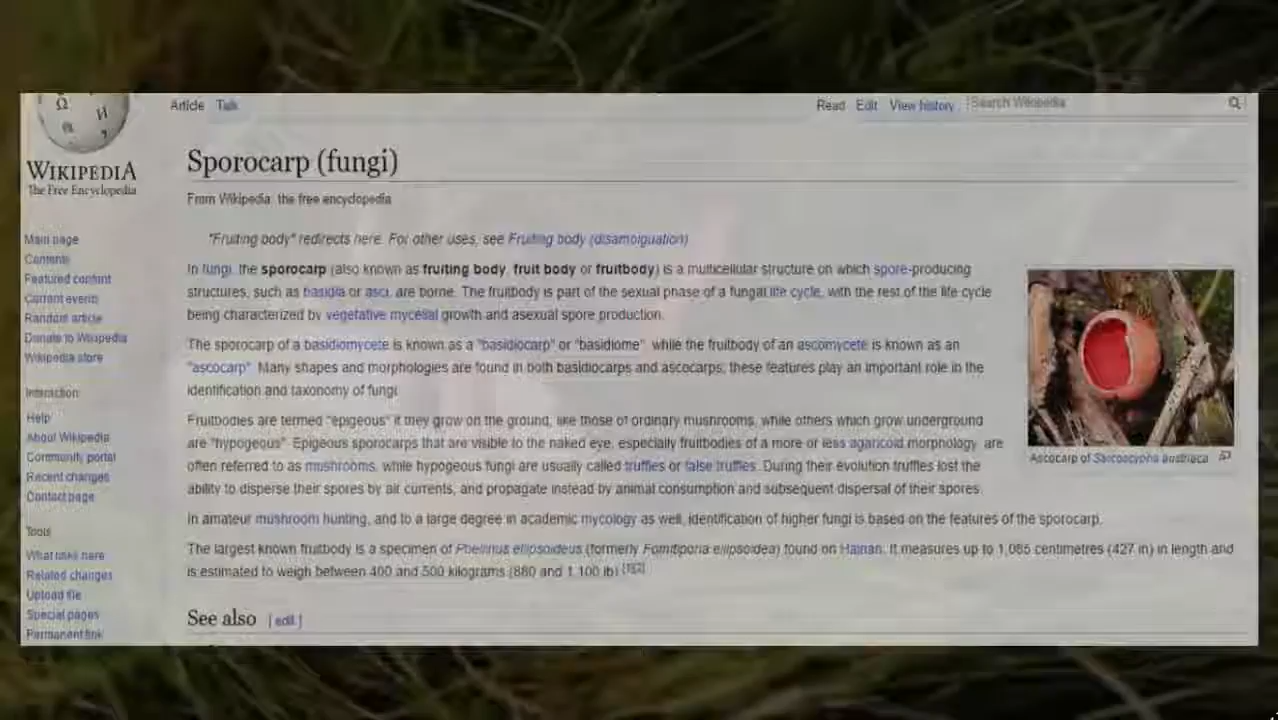 Article Talk Read Edit View history Search Wikipedia
WIKIPEDIA
The Free Encyclopedia
Main page
Contents
Featured content
Current events
Random article
Donate to Wikipedia
Wikipedia store
Interaction
Help
About Wikipedia
Community portal
Recent changes
Contact page
Tools
What links here
Related changes
Upload file
Special pages
Permanent link
Sporocarp (fungi)
From Wikipedia, the free encyclopedia
"Fruiting body" redirects here. For other uses, see Fruiting body (disambiguation)
In fungi, the sporocarp (also known as fruiting body, fruit body or fruitbody) is a multicellular structure on which spore-producing
structures, such as basidia or asci, are borne. The fruitbody is part of the sexual phase of a fungal life cycle, with the rest of the life cycle
being characterized by vegetative mycelial growth and asexual spore production.
The sporocarp of a basidiomycete is known as a "basidiocarp" or "basidiome", while the fruitbody of an ascomycete is known as an
"ascocarp". Many shapes and morphologies are found in both basidiocarps and ascocarps; these features play an important role in the
identification and taxonomy of fungi.
Fruitbodies are termed "epigeous" if they grow on the ground, like those of ordinary mushrooms, while others which grow underground
are "hypogeous". Epigeous sporocarps that are visible to the naked eye, especially fruitbodies of a more or less agaricoid morphology, are
often referred to as mushrooms, while hypogeous fungi are usually called truffles or false truffles. During their evolution truffles lost the
ability to disperse their spores by air currents, and propagate instead by animal consumption and subsequent dispersal of their spores.
In amateur mushroom hunting, and to a large degree in academic mycology as well, identification of higher fungi is based on the features of the sporocarp.
The largest known fruitbody is a specimen of Phellinus ellipsoideus (formerly Fomitiporia ellipsoidea) found on Hainan. It measures up to 1,085 centimetres (427 in) in length and
is estimated to weigh between 400 and 500 kilograms (880 and 1,100 lb).[1][2]
Ascocarp of Sarcoscypha austriaca
See also [ edit ]